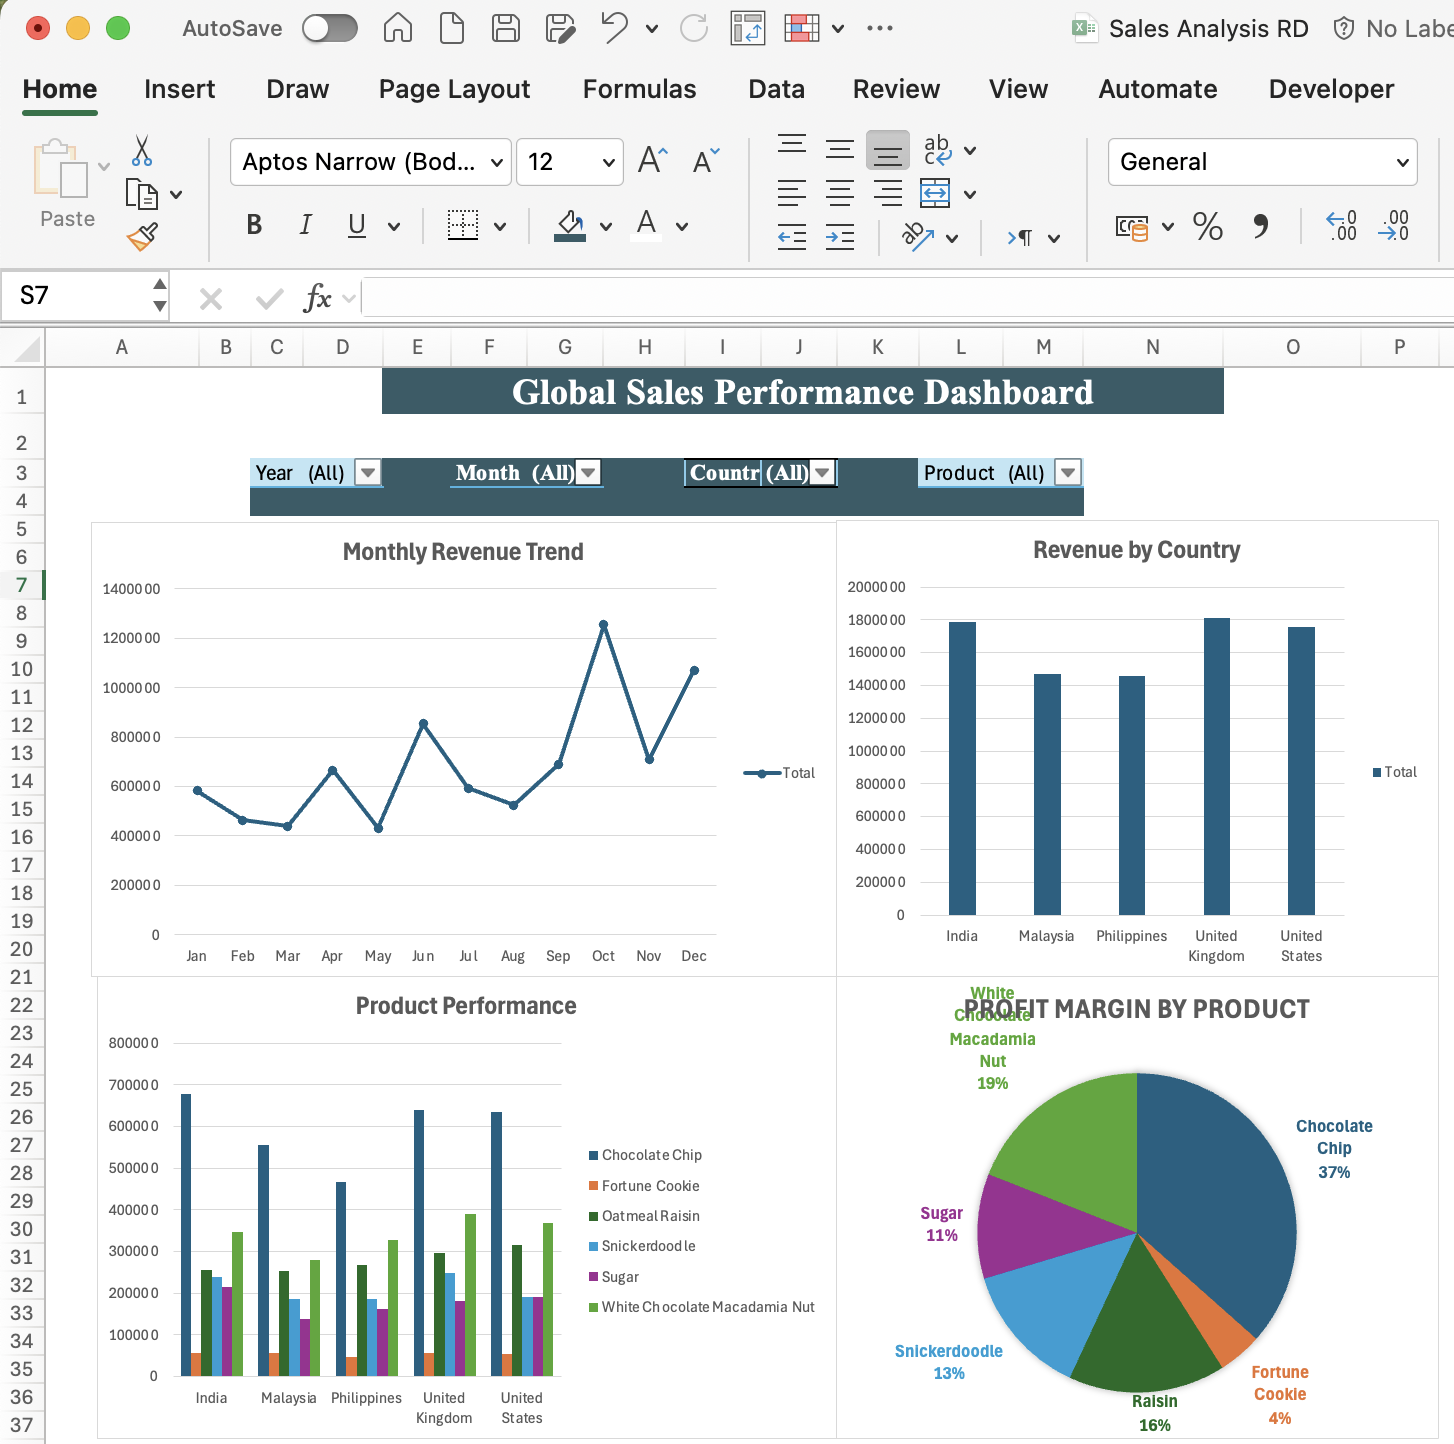 AutoSave
Sales Analysis RD
No Labe
Home Insert Draw Page Layout Formulas Data Review View Automate Developer
Paste
Aptos Narrow (Bod...
12
General
B I U
S7
fx
A B C D E F G H I J K L M N O P
1
2
3
4
5
6
7
8
9
10
11
12
13
14
15
16
17
18
19
20
21
22
23
24
25
26
27
28
29
30
31
32
33
34
35
36
37
Global Sales Performance Dashboard
Year (All) Month (All) Countr (All) Product (All)
Monthly Revenue Trend
1400000
1200000
1000000
800000
600000
400000
200000
0
Jan Feb Mar Apr May Jun Jul Aug Sep Oct Nov Dec
Total
Revenue by Country
2000000
1800000
1600000
1400000
1200000
1000000
800000
600000
400000
200000
0
India Malaysia Philippines United Kingdom United States
Total
Product Performance
800000
700000
600000
500000
400000
300000
200000
100000
0
India Malaysia Philippines United Kingdom United States
Chocolate Chip
Fortune Cookie
Oatmeal Raisin
Snickerdoodle
Sugar
White Chocolate Macadamia Nut
PROFIT MARGIN BY PRODUCT
White
Chocolate
Macadamia
Nut
19%
Chocolate
Chip
37%
Sugar
11%
Snickerdoodle
13%
Raisin
16%
Fortune
Cookie
4%